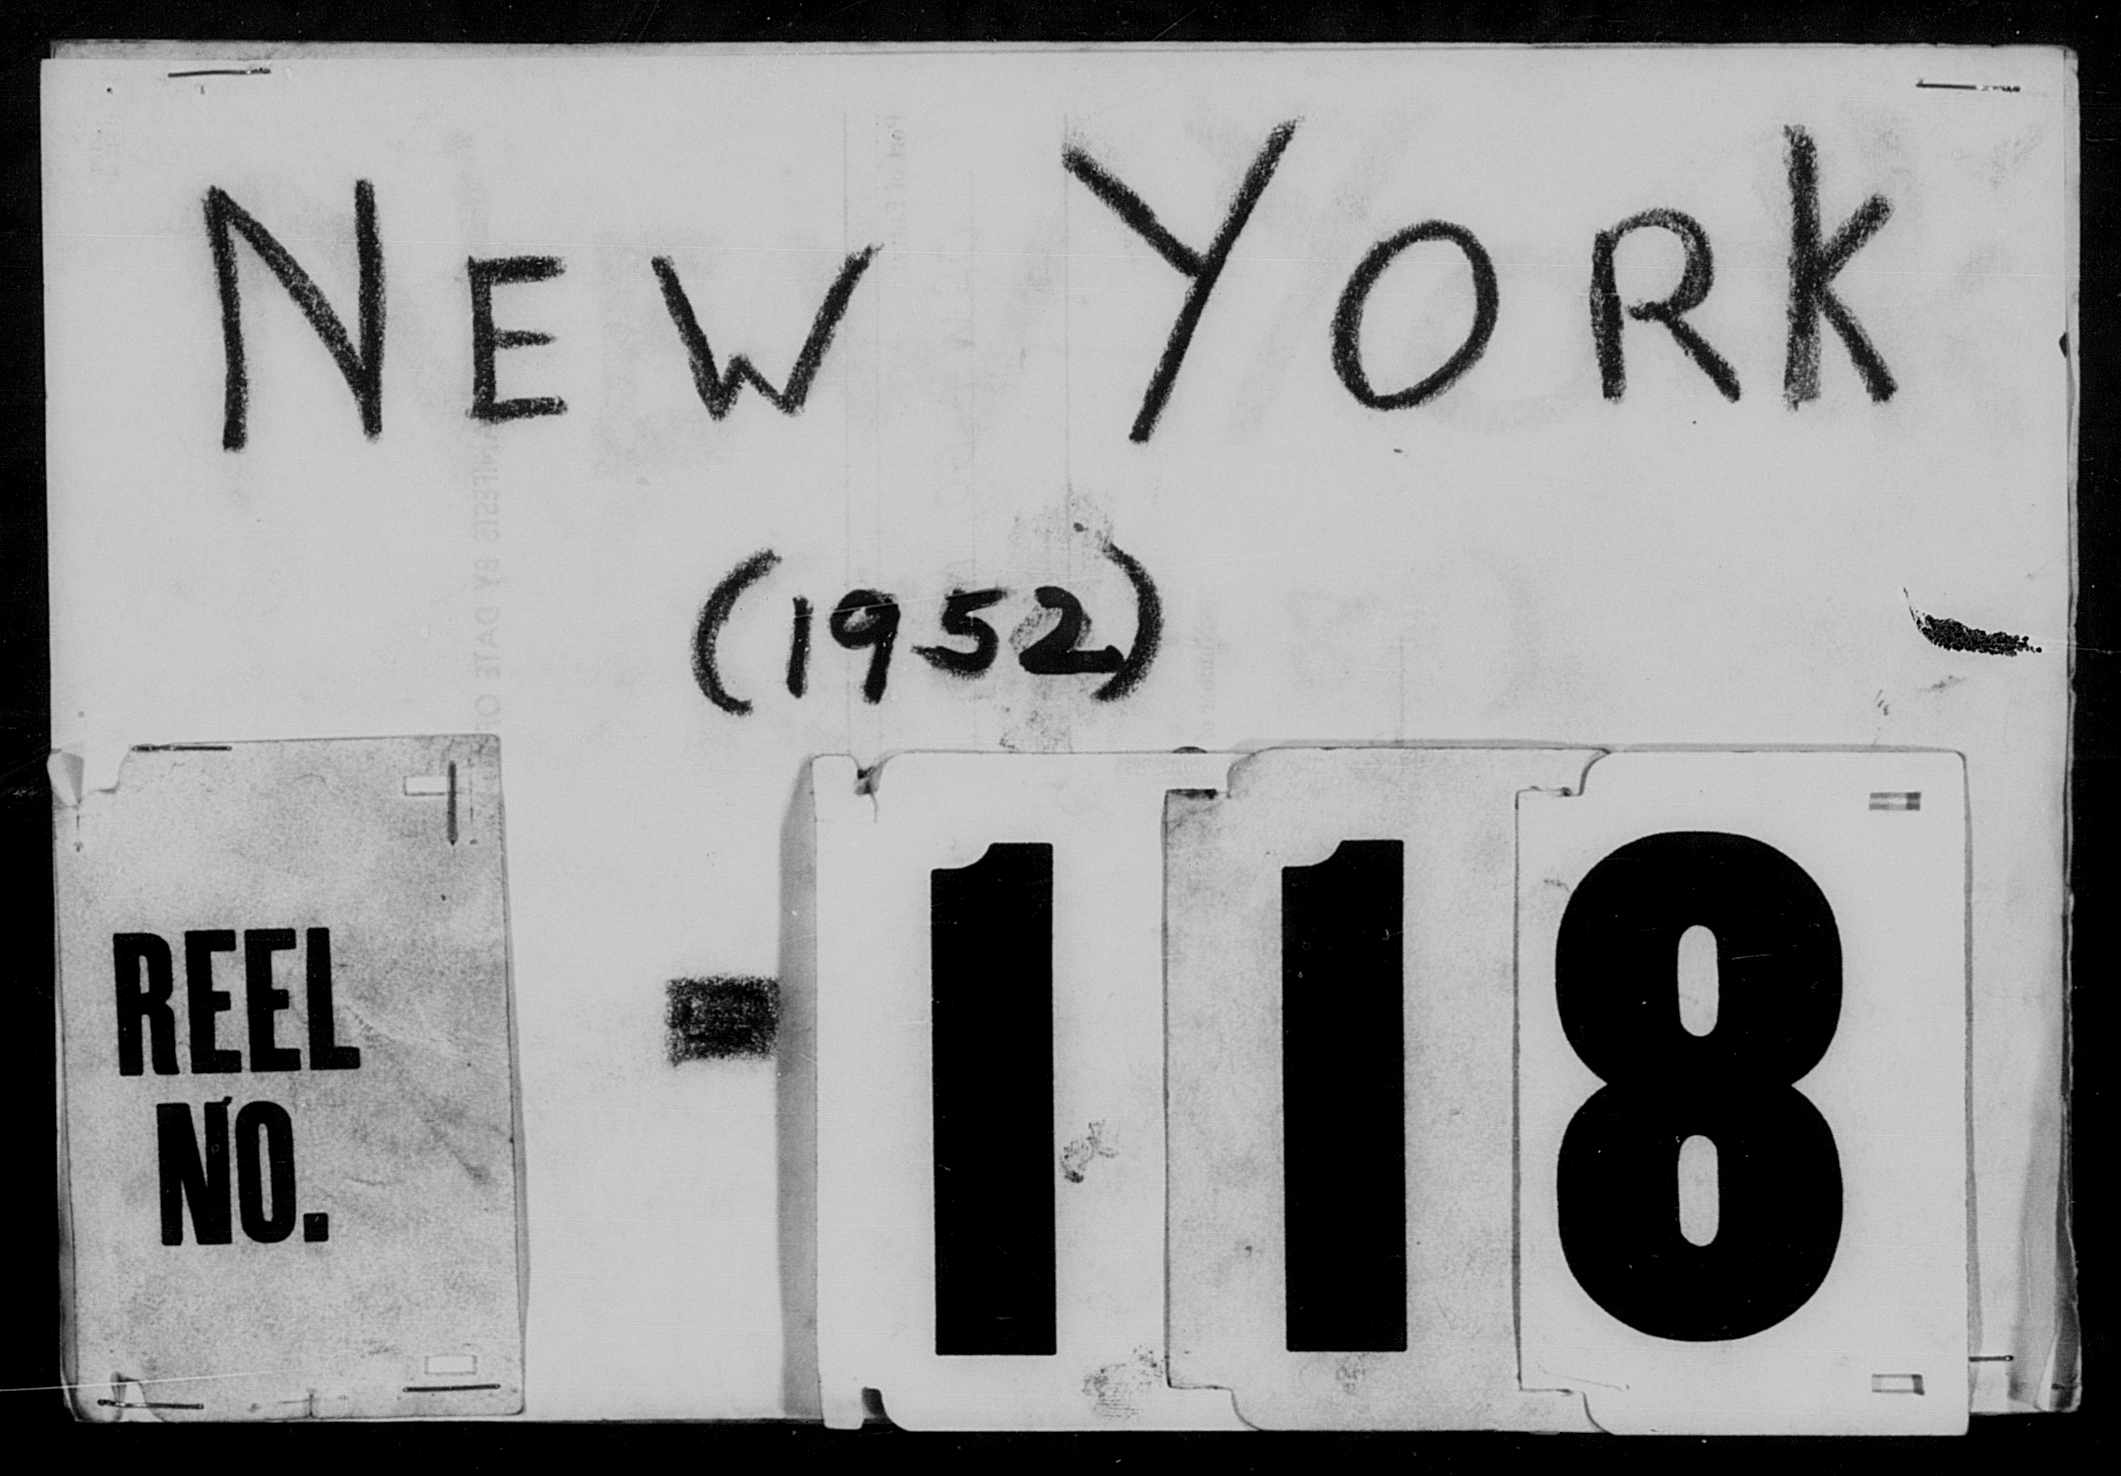 NEW YORK
(1952)
REEL
NO.
- 118